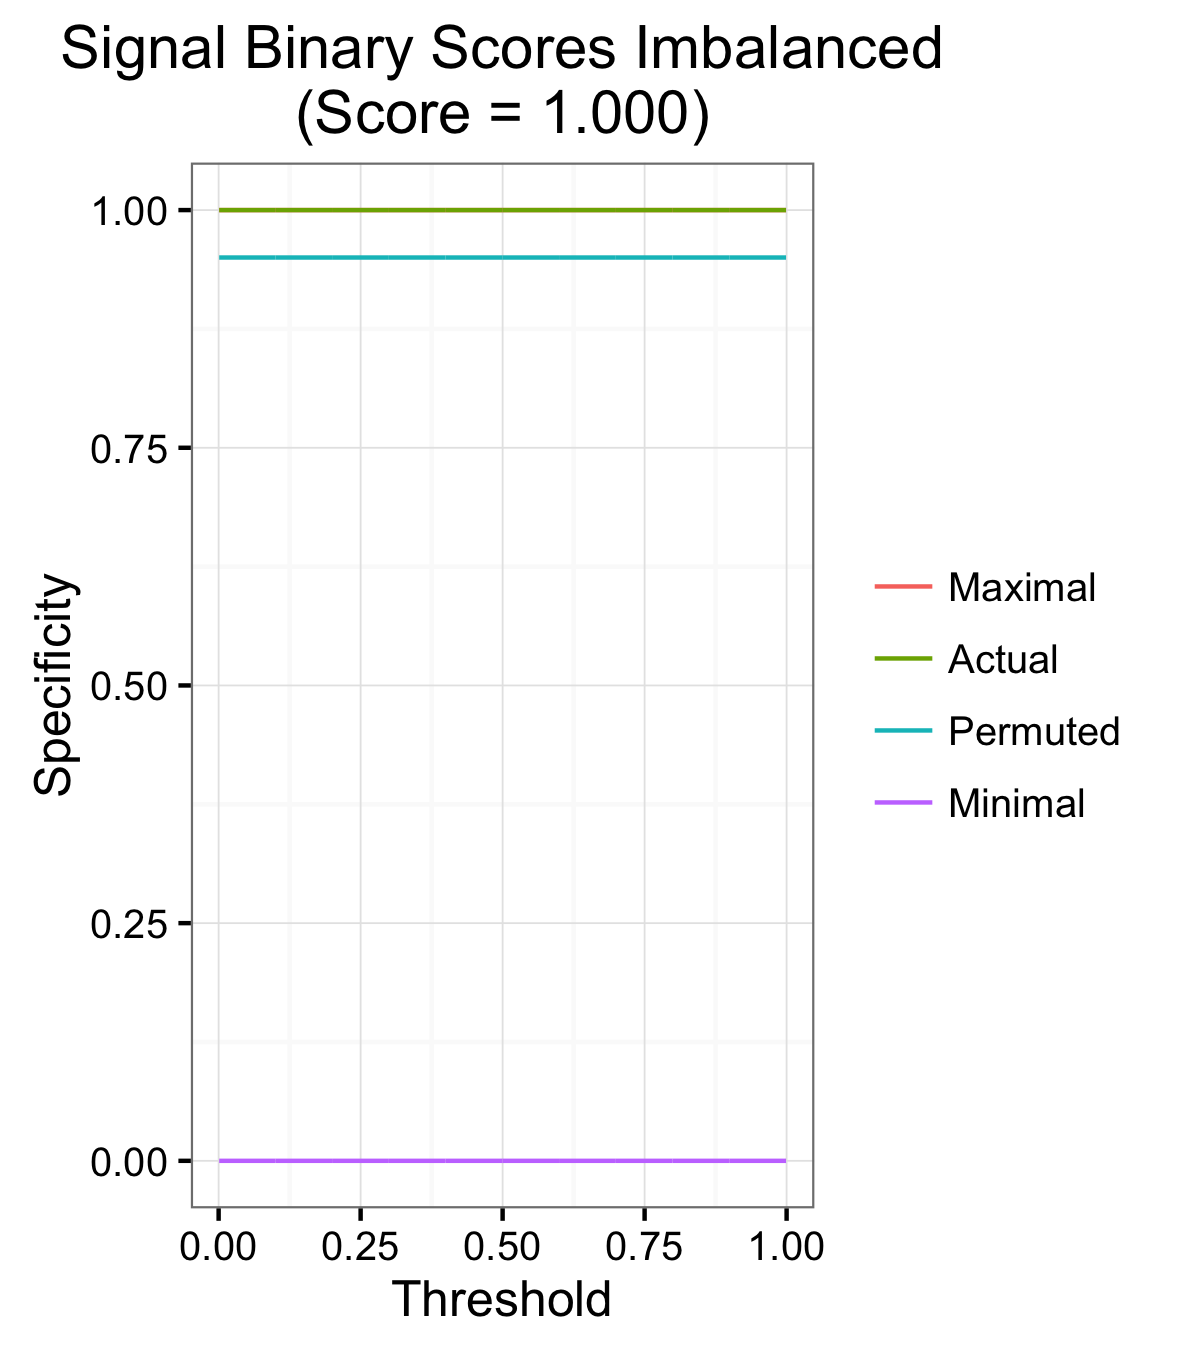 Signal Binary Scores Imbalanced
(Score = 1.000)
Specificity
1.00
0.75
0.50
0.25
0.00
0.00 0.25 0.50 0.75 1.00
Threshold
Maximal
Actual
Permuted
Minimal